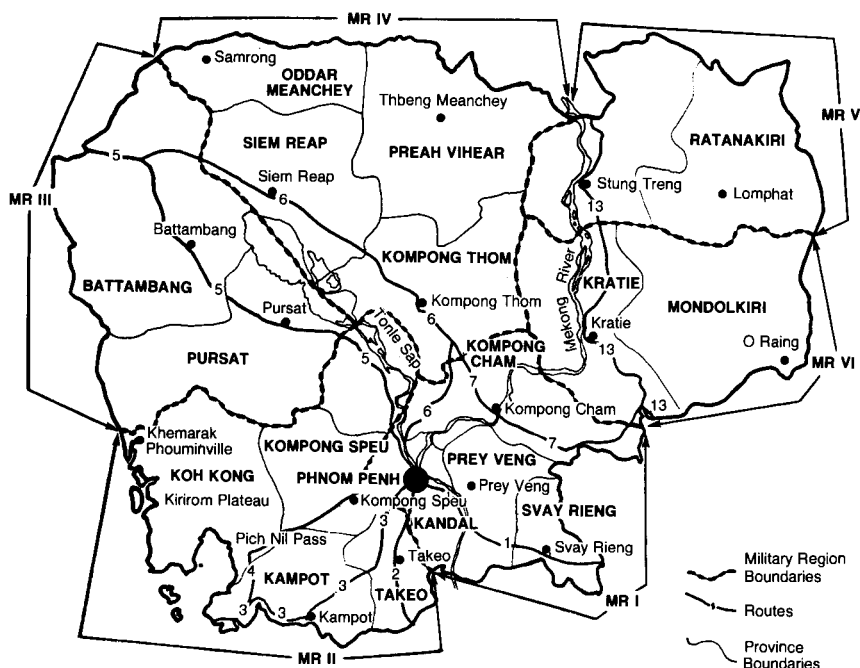 MR IV
Samrong
ODDAR
MEANCHEY
Thbeng Meanchey
MR V
SIEM REAP
PREAH VIHEAR
RATANAKIRI
5
Siem Reap
6
Stung Treng
13
Lomphat
MR III
Battambang
KOMPONG THOM
Mekong River
KRATIE
BATTAMBANG
5
Pursat
Kompong Thom
6
MONDOLKIRI
Tonle Sap
Kratie
13
PURSAT
5
KOMPONG
CHAM
O Raing
MR VI
7
6
Kompong Cham
13
Khemarak
Phouminville
KOMPONG SPEU
7
PREY VENG
KOH KONG
PHNOM PENH
Prey Veng
Kirirom Plateau
Kompong Speu
SVAY RIENG
3
KANDAL
Pich Nil Pass
1
Svay Rieng
Takeo
4
KAMPOT
3
2
TAKEO
3
3
Kampot
MR I
MR II
Military Region
Boundaries
Routes
Province
Boundaries